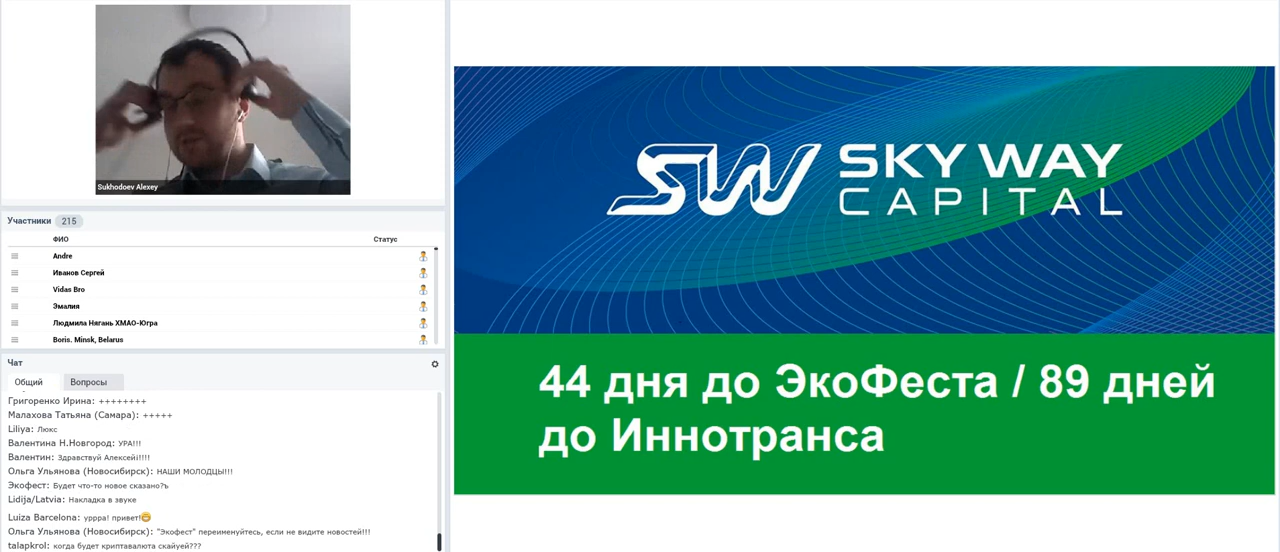 Sukhodoev Alexey
Участники 215
ФИО Статус
Andre
Иванов Сергей
Vidas Bro
Эмалия
Людмила Нягань ХМАО-Югра
Boris. Minsk, Belarus
Чат
Общий Вопросы
Григоренко Ирина: ++++++++
Малахова Татьяна (Самара): +++++
Liliya: Люкс
Валентина Н.Новгород: УРА!!!
Валентин: Здравствуй Алексей!!!!
Ольга Ульянова (Новосибирск): НАШИ МОЛОДЦЫ!!!
Экофест: Будет что-то новое сказано?ъ
Lidija/Latvia: Накладка в звуке
Luiza Barcelona: уррра! привет!
Ольга Ульянова (Новосибирск): "Экофест" переименуйтесь, если не видите новостей!!!
talapkrol: когда будет криптавалюта скайуей???
SW SKY WAY
CAPITAL
44 дня до ЭкоФеста / 89 дней
до Иннотранса